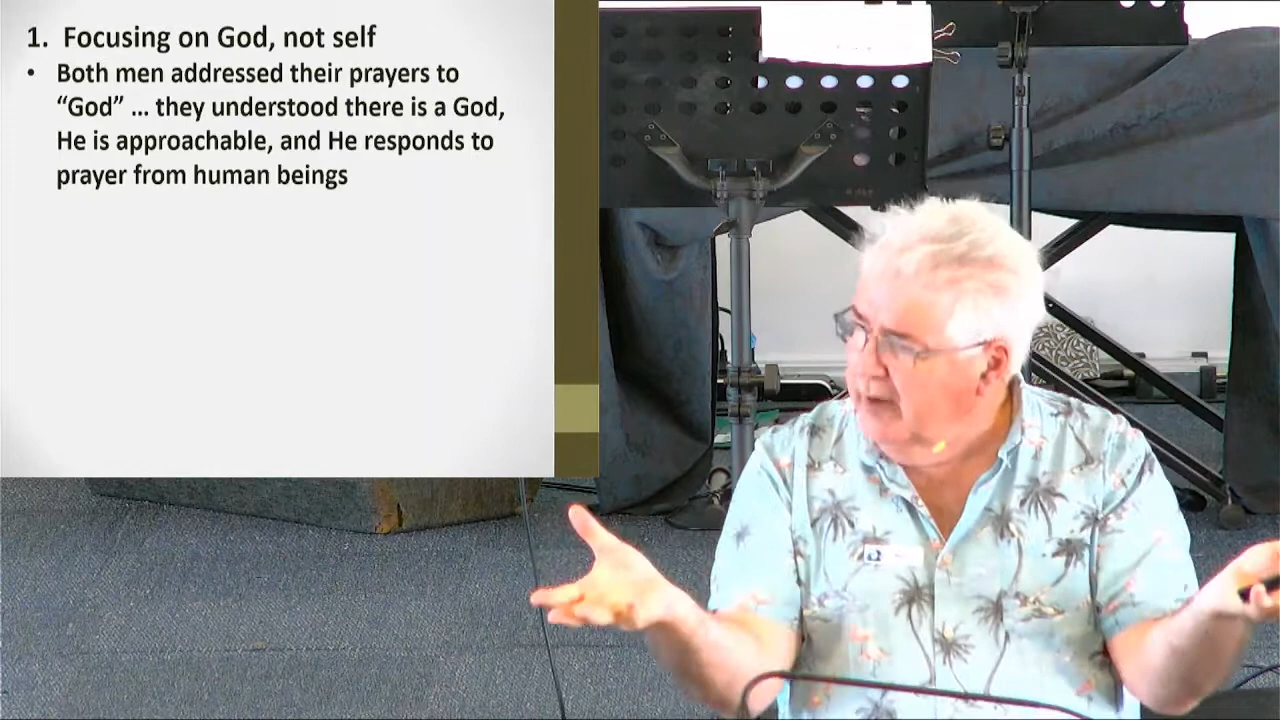 1. Focusing on God, not self
• Both men addressed their prayers to
“God” ... they understood there is a God,
He is approachable, and He responds to
prayer from human beings